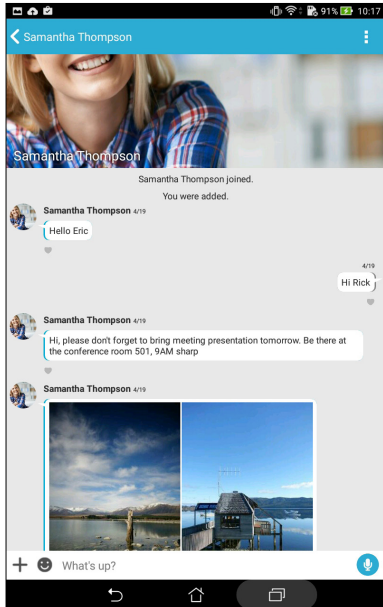 91% 10:17
Samantha Thompson
Samantha Thompson
Samantha Thompson joined.
You were added.
Samantha Thompson 4/19
Hello Eric
4/19
Hi Rick
Samantha Thompson 4/19
Hi, please don't forget to bring meeting presentation tomorrow. Be there at
the conference room 501, 9AM sharp
Samantha Thompson 4/19
What's up?